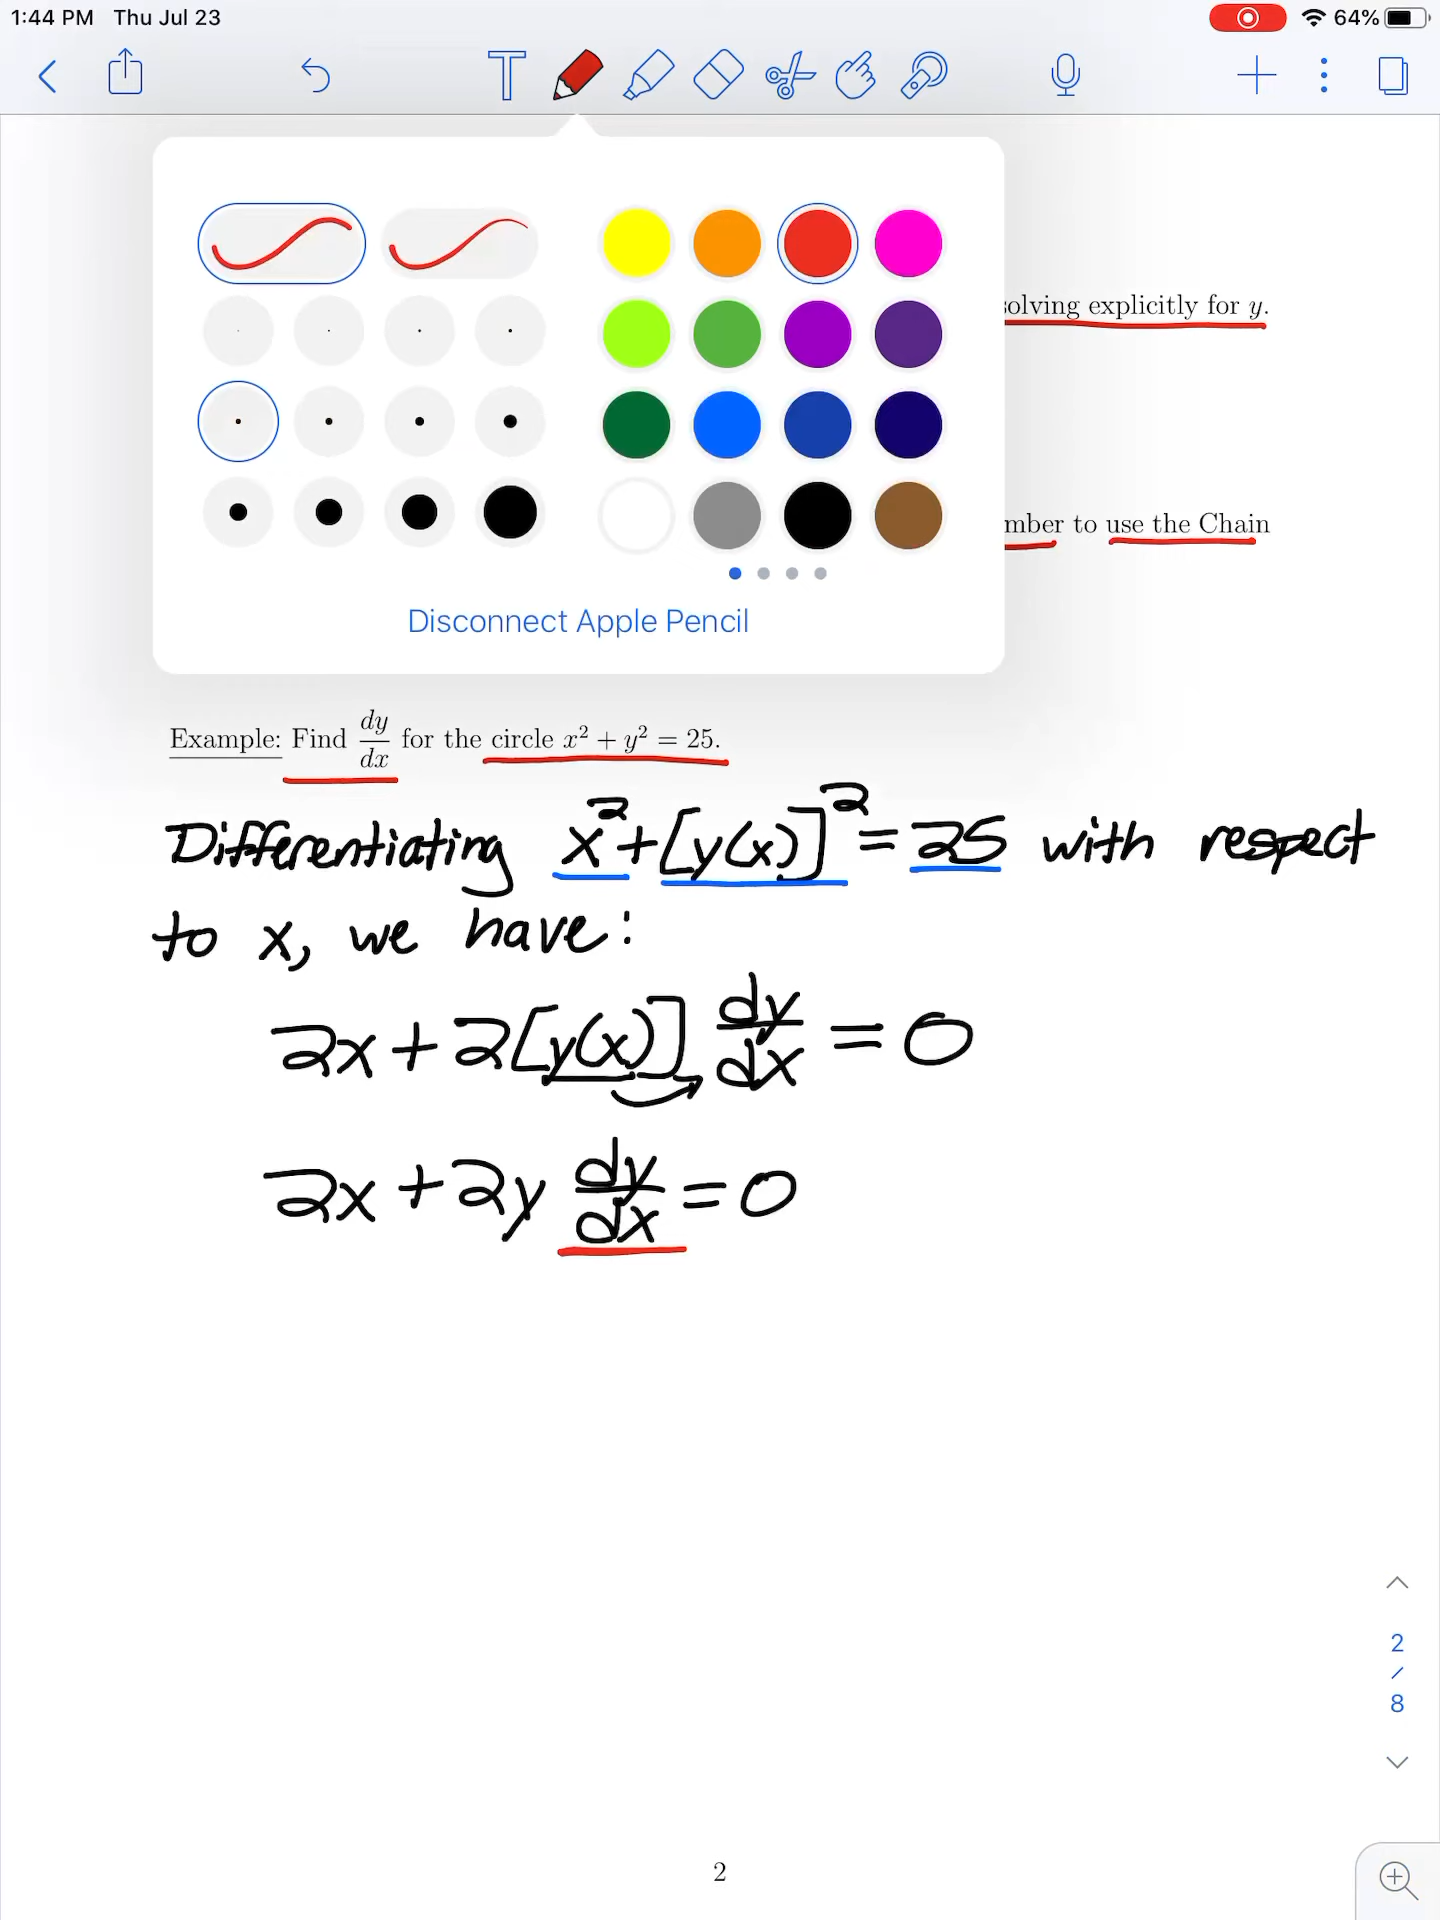 1:44 PM Thu Jul 23 64%
T
solving explicitly for y.
mber to use the Chain
Disconnect Apple Pencil
Example: Find dy/dx for the circle x² + y² = 25.
Differentiating x² + [y(x)]² = 25 with respect
to x, we have:
2x + 2[y(x)] dy/dx = 0
2x + 2y dy/dx = 0
2
/
8
2